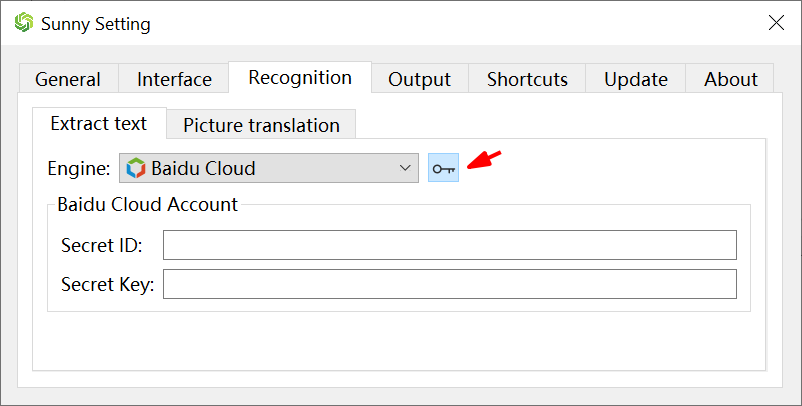 Sunny Setting
General Interface Recognition Output Shortcuts Update About
Extract text Picture translation
Engine: Baidu Cloud
Baidu Cloud Account
Secret ID:
Secret Key: